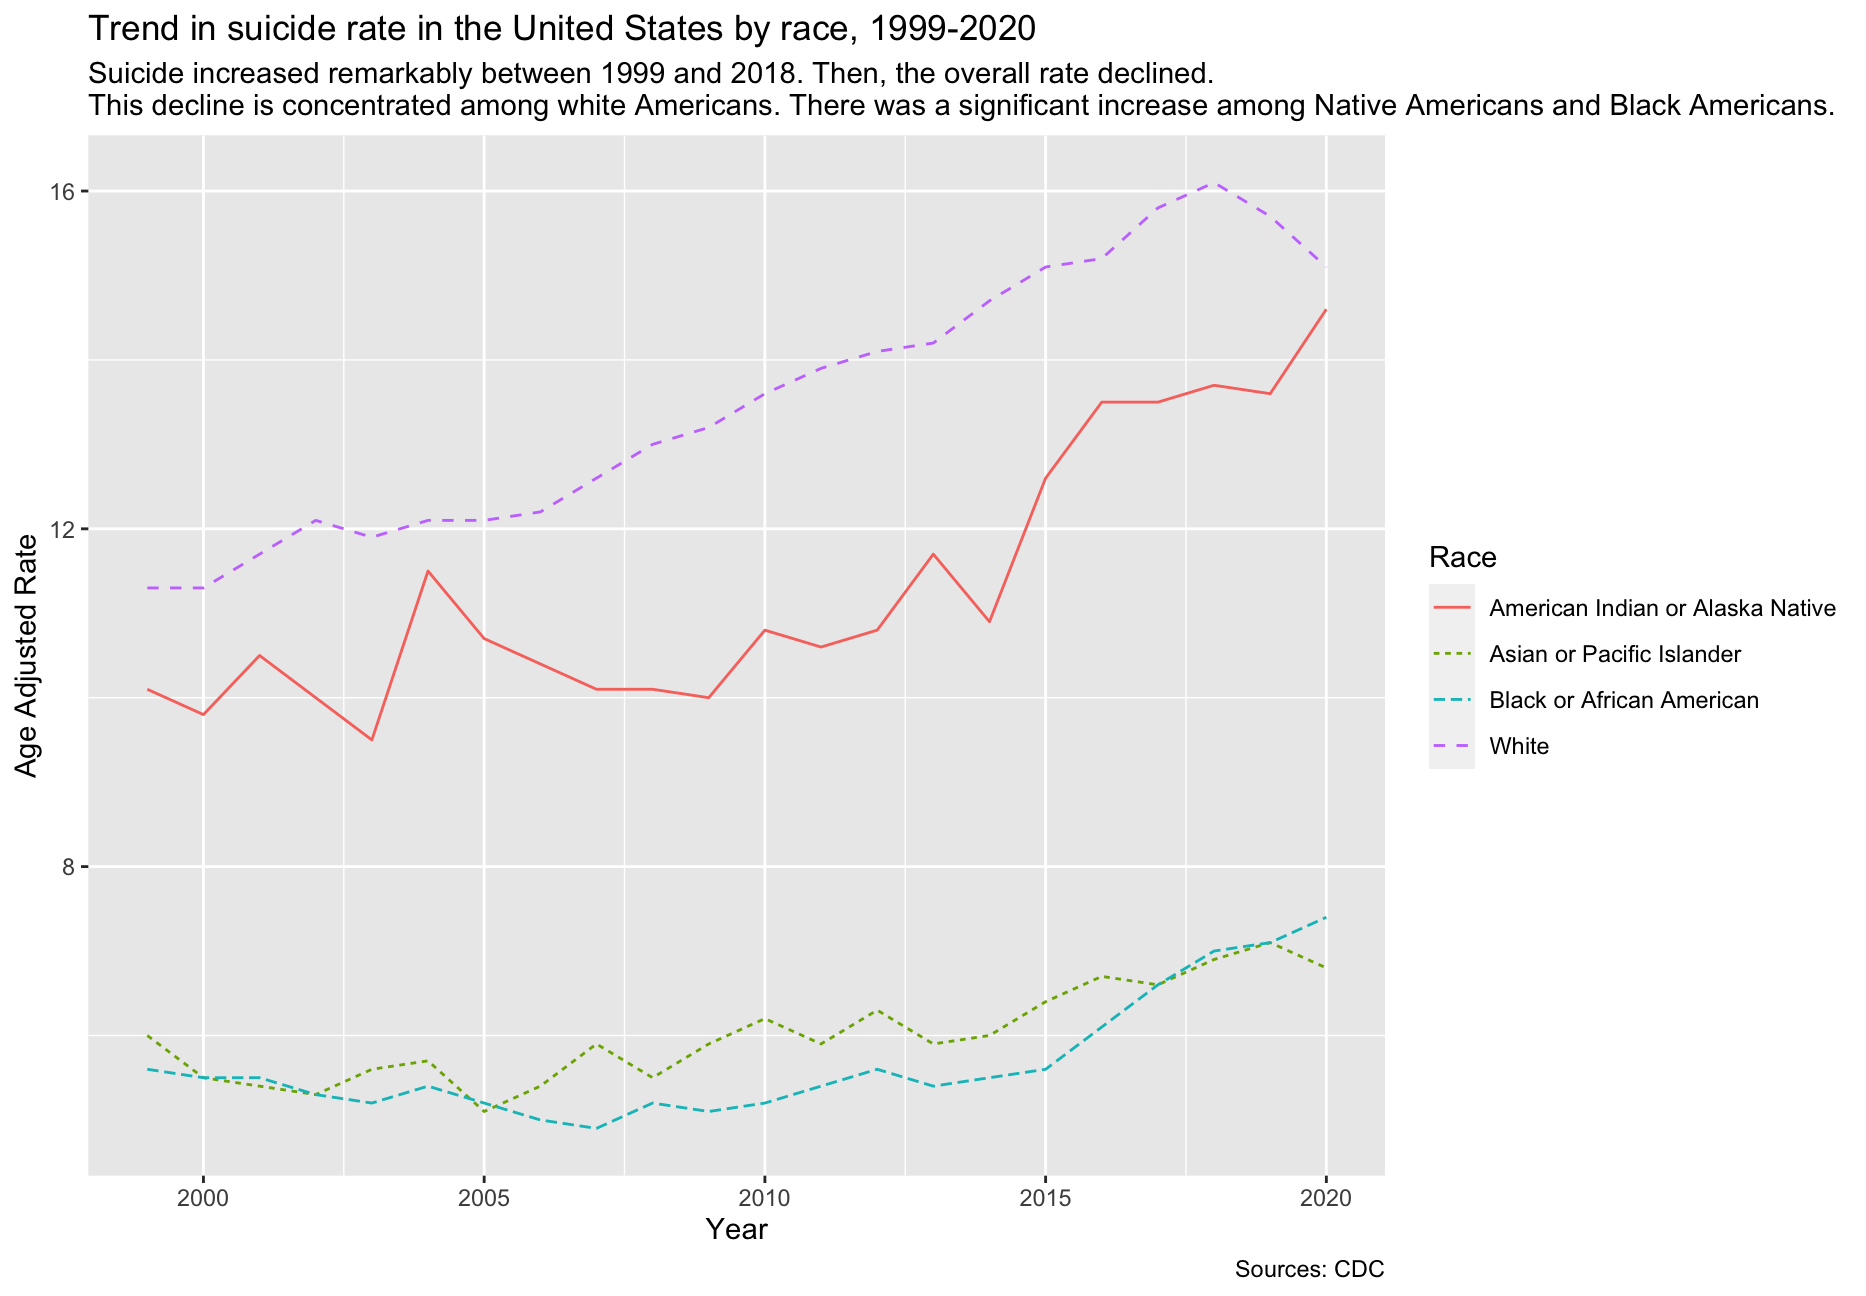 Trend in suicide rate in the United States by race, 1999-2020
Suicide increased remarkably between 1999 and 2018. Then, the overall rate declined.
This decline is concentrated among white Americans. There was a significant increase among Native Americans and Black Americans.
16
12
8
Age Adjusted Rate
2000
2005
2010
2015
2020
Year
Race
American Indian or Alaska Native
Asian or Pacific Islander
Black or African American
White
Sources: CDC